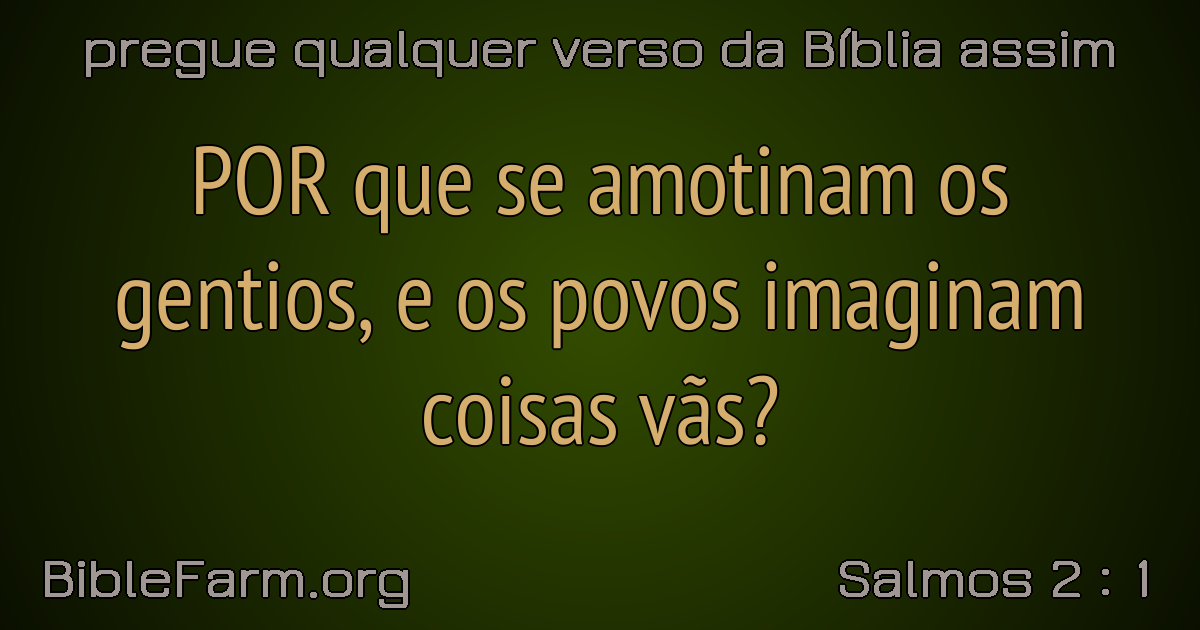 pregue qualquer verso da Bíblia assim
POR que se amotinam os
gentios, e os povos imaginam
coisas vãs?
BibleFarm.org
Salmos 2 : 1